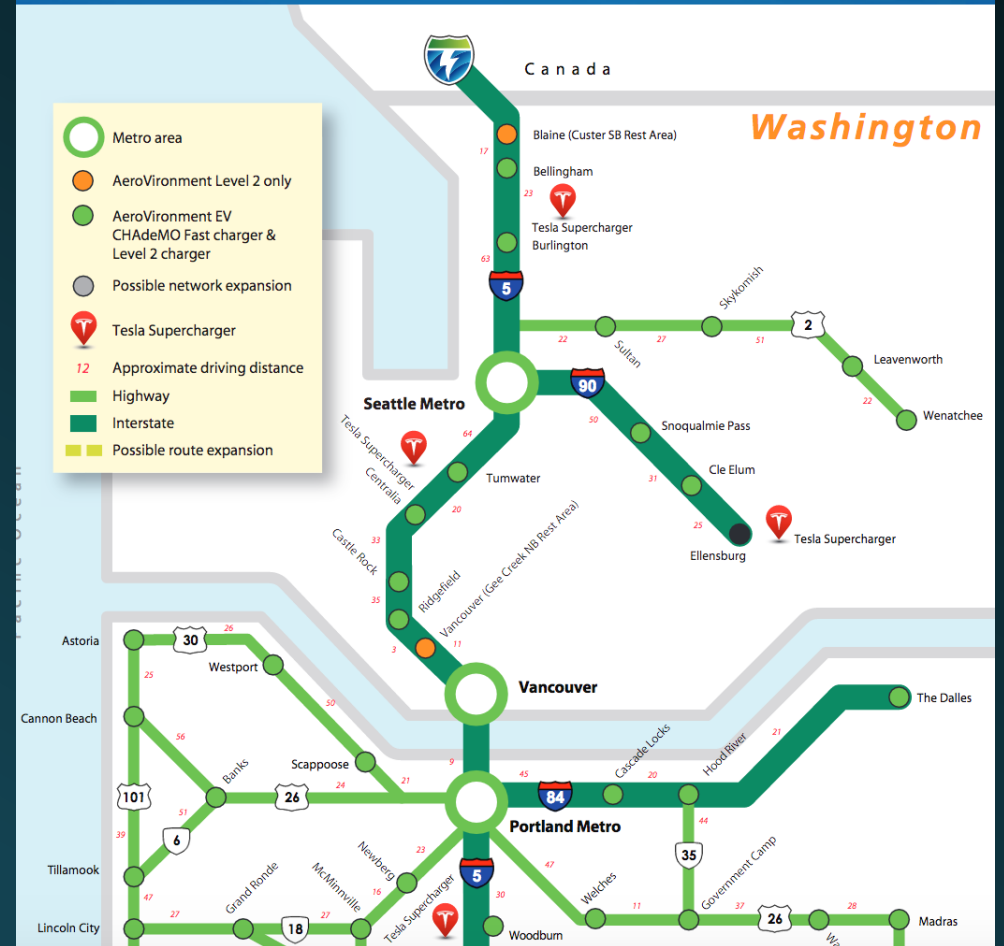 Canada
Washington
Metro area
AeroVironment Level 2 only
AeroVironment EV
CHAdeMO Fast charger &
Level 2 charger
Possible network expansion
Tesla Supercharger
12
Approximate driving distance
Highway
Interstate
Possible route expansion
Blaine (Custer SB Rest Area)
17
Bellingham
23
Tesla Supercharger
Burlington
63
5
22
Sultan
27
Skykomish
51
2
Leavenworth
22
Wenatchee
Seattle Metro
90
50
Snoqualmie Pass
31
Cle Elum
25
Ellensburg
Tesla Supercharger
64
Tesla Supercharger
Tumwater
20
Centralia
33
Castle Rock
35
Ridgefield
3
Vancouver (Gee Creek NB Rest Area)
11
Vancouver
9
Astoria
30
26
Westport
25
50
Cannon Beach
56
Scappoose
21
Banks
26
24
101
51
6
39
Tillamook
47
Portland Metro
45
84
Cascade Locks
20
Hood River
21
The Dalles
44
35
5
23
Newberg
16
McMinnville
Tesla Supercharger
30
Woodburn
Lincoln City
27
Grand Ronde
18
27
47
Welches
11
Government Camp
37
26
28
Madras